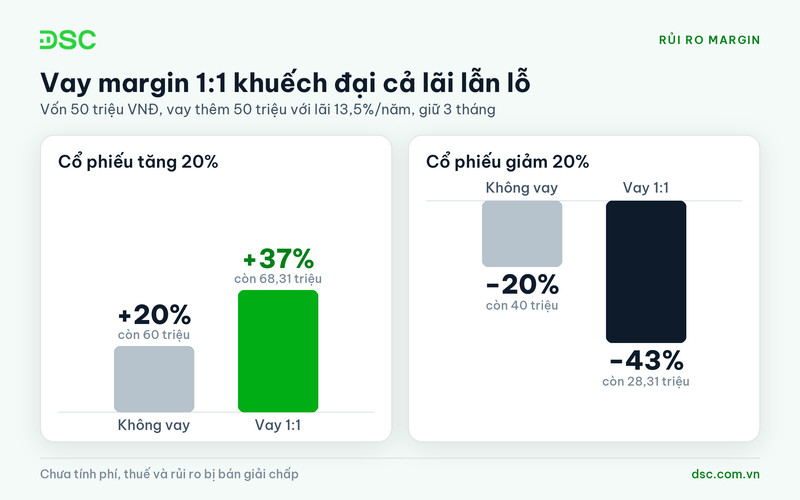 DSC
RỦI RO MARGIN
Vay margin 1:1 khuếch đại cả lãi lẫn lỗ
Vốn 50 triệu VNĐ, vay thêm 50 triệu với lãi 13,5%/năm, giữ 3 tháng
Cổ phiếu tăng 20%
+20%
còn 60 triệu
Không vay
+37%
còn 68,31 triệu
Vay 1:1
Cổ phiếu giảm 20%
Không vay
−20%
còn 40 triệu
Vay 1:1
−43%
còn 28,31 triệu
Chưa tính phí, thuế và rủi ro bị bán giải chấp
dsc.com.vn